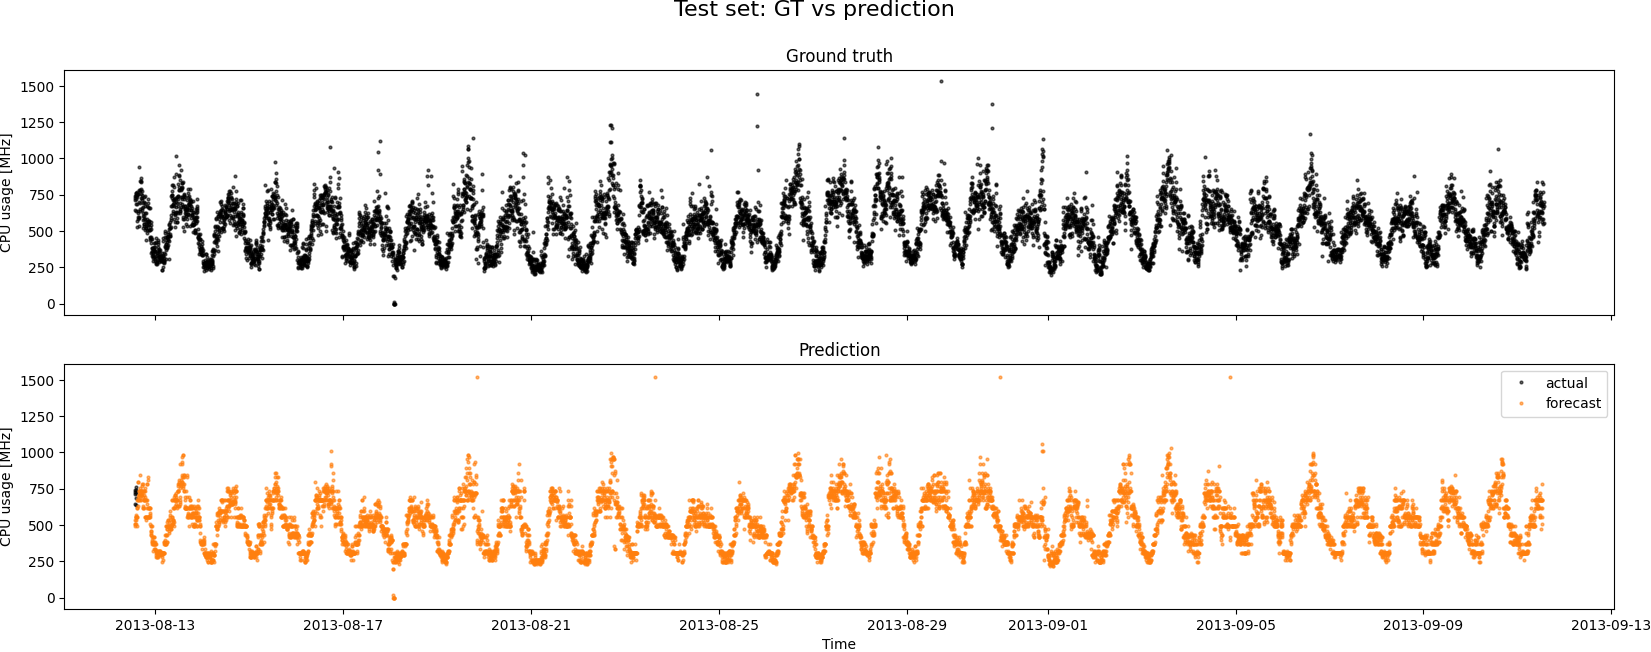 Test set: GT vs prediction
Ground truth
CPU usage [MHz]
1500
1250
1000
750
500
250
0
Prediction
CPU usage [MHz]
1500
1250
1000
750
500
250
0
actual
forecast
2013-08-13 2013-08-17 2013-08-21 2013-08-25 2013-08-29 2013-09-01 2013-09-05 2013-09-09 2013-09-13
Time